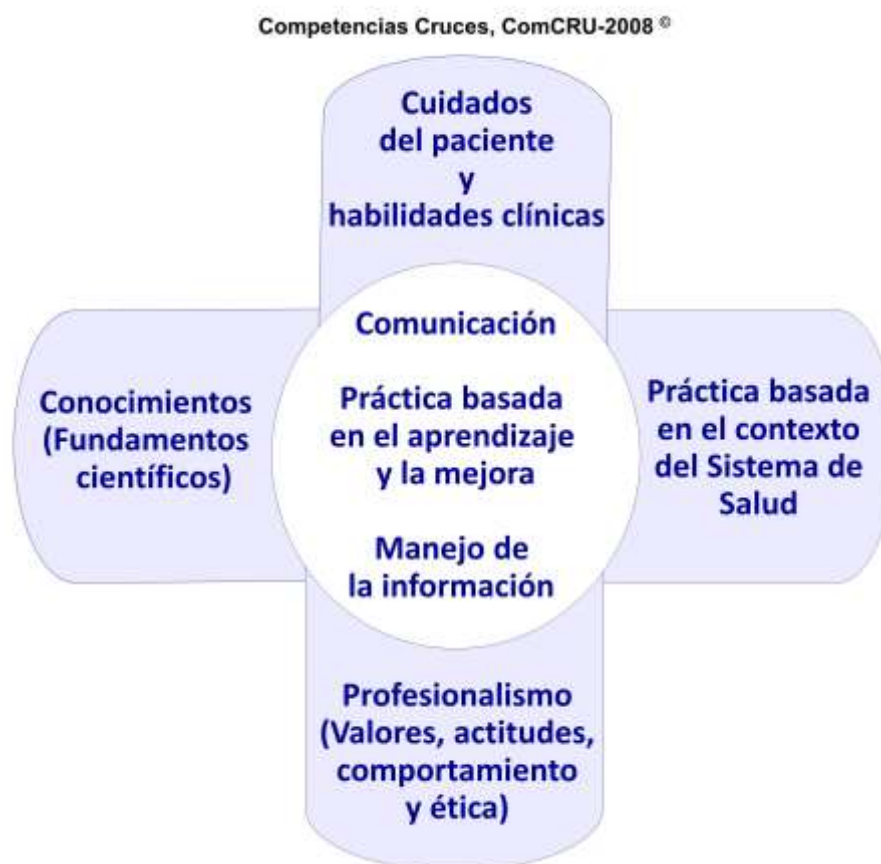 Competencias Cruces, ComCRU-2008 ©
Cuidados
del paciente
y
habilidades clínicas
Conocimientos
(Fundamentos
científicos)
Comunicación
Práctica basada
en el aprendizaje
y la mejora
Manejo de
la información
Práctica basada
en el contexto
del Sistema de
Salud
Profesionalismo
(Valores, actitudes,
comportamiento
y ética)